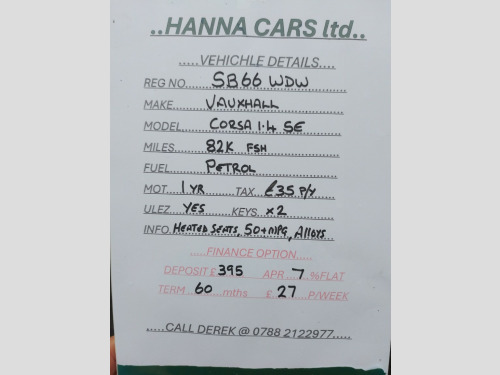 ..HANNA CARS ltd..
.....VEHICHLE DETAILS....
REG NO........SB66 WDW
MAKE..........VAUXHALL
MODEL........CORSA 1.4 SE
MILES.........82K FSH
FUEL..........PETROL
MOT...1 YR.........TAX...£35 P/Y
ULEZ...YES........KEYS..x2
INFO.HEATED SEATS, 50+MPG, ALLOYS
.....FINANCE OPTION.....
DEPOSIT £395 APR 7 %FLAT
TERM ..60...mths £..27...P/WEEK
.....CALL DEREK @ 0788 2122977.....